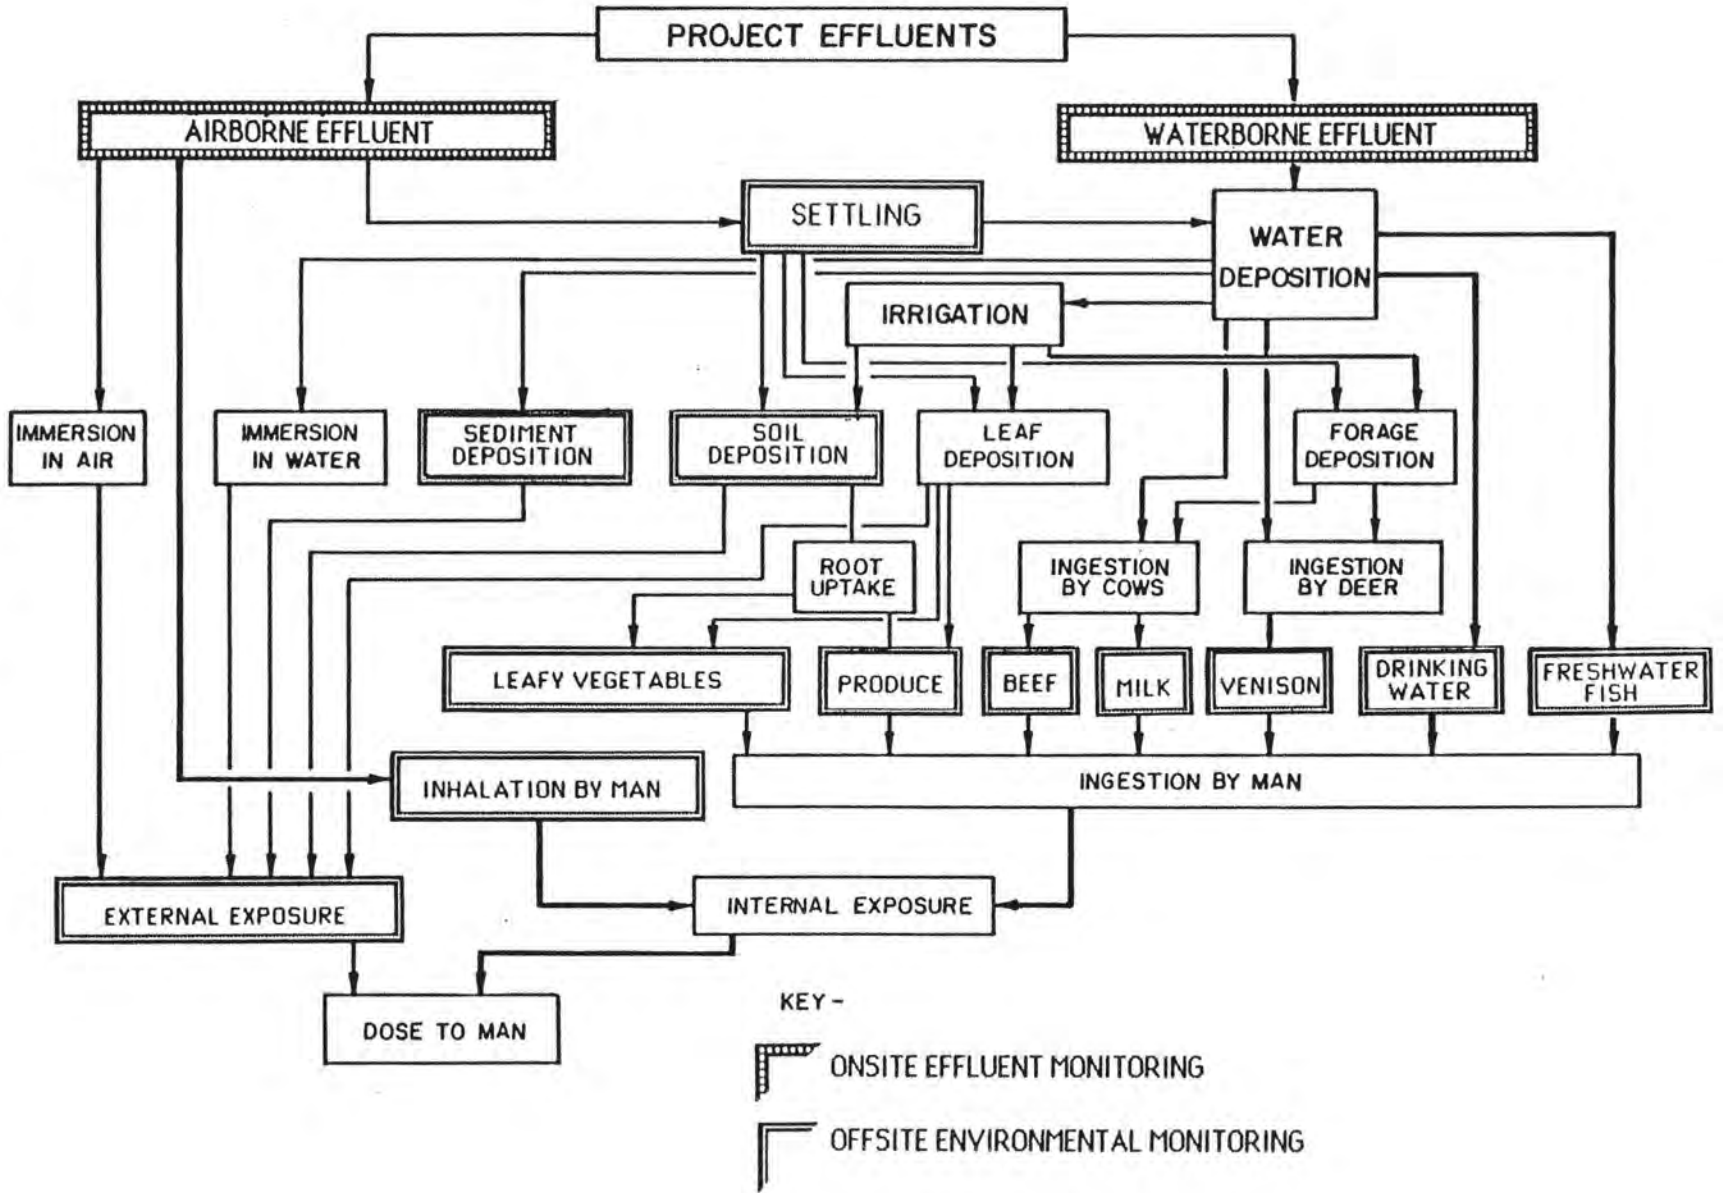 PROJECT EFFLUENTS
AIRBORNE EFFLUENT
WATERBORNE EFFLUENT
SETTLING
WATER
DEPOSITION
IRRIGATION
IMMERSION
IN AIR
IMMERSION
IN WATER
SEDIMENT
DEPOSITION
SOIL
DEPOSITION
LEAF
DEPOSITION
FORAGE
DEPOSITION
ROOT
UPTAKE
INGESTION
BY COWS
INGESTION
BY DEER
LEAFY VEGETABLES
PRODUCE
BEEF
MILK
VENISON
DRINKING
WATER
FRESHWATER
FISH
INHALATION BY MAN
INGESTION BY MAN
EXTERNAL EXPOSURE
INTERNAL EXPOSURE
DOSE TO MAN
KEY -
ONSITE EFFLUENT MONITORING
OFFSITE ENVIRONMENTAL MONITORING